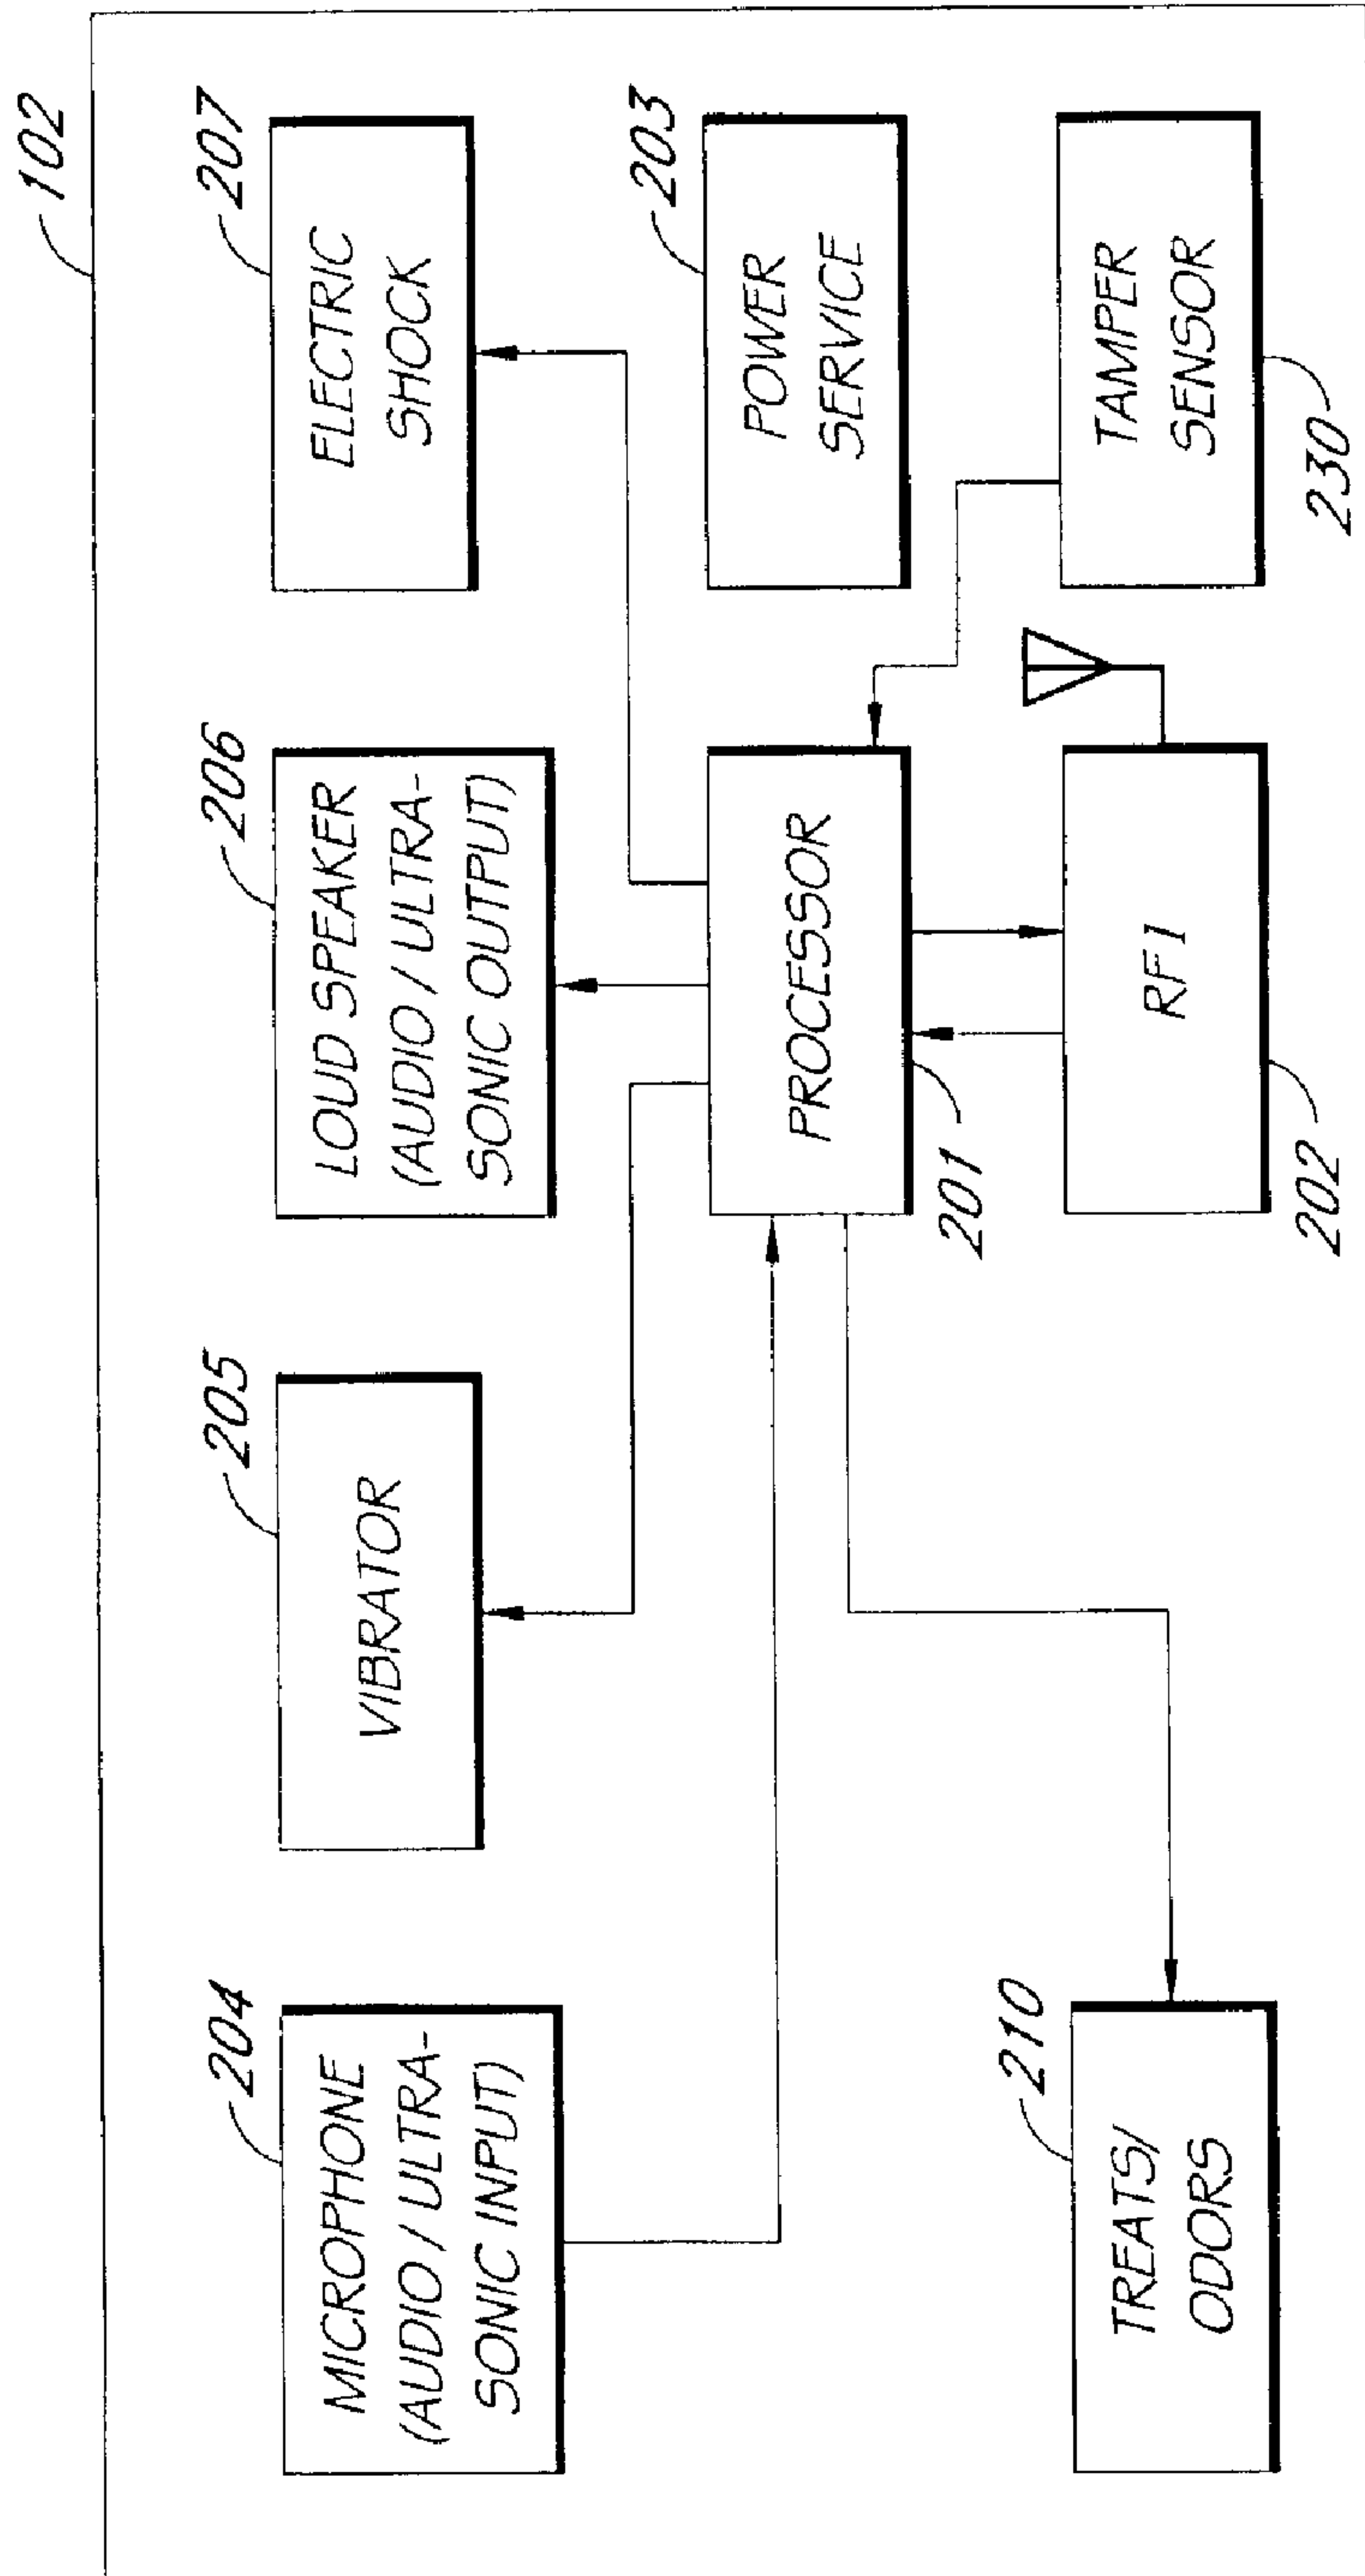 102
204
MICROPHONE
(AUDIO / ULTRA-
SONIC INPUT)
205
VIBRATOR
206
LOUD SPEAKER
(AUDIO / ULTRA-
SONIC OUTPUT)
207
ELECTRIC
SHOCK
PROCESSOR
201
203
POWER
SERVICE
210
TREATS/
ODORS
RF1
202
TAMPER
SENSOR
230